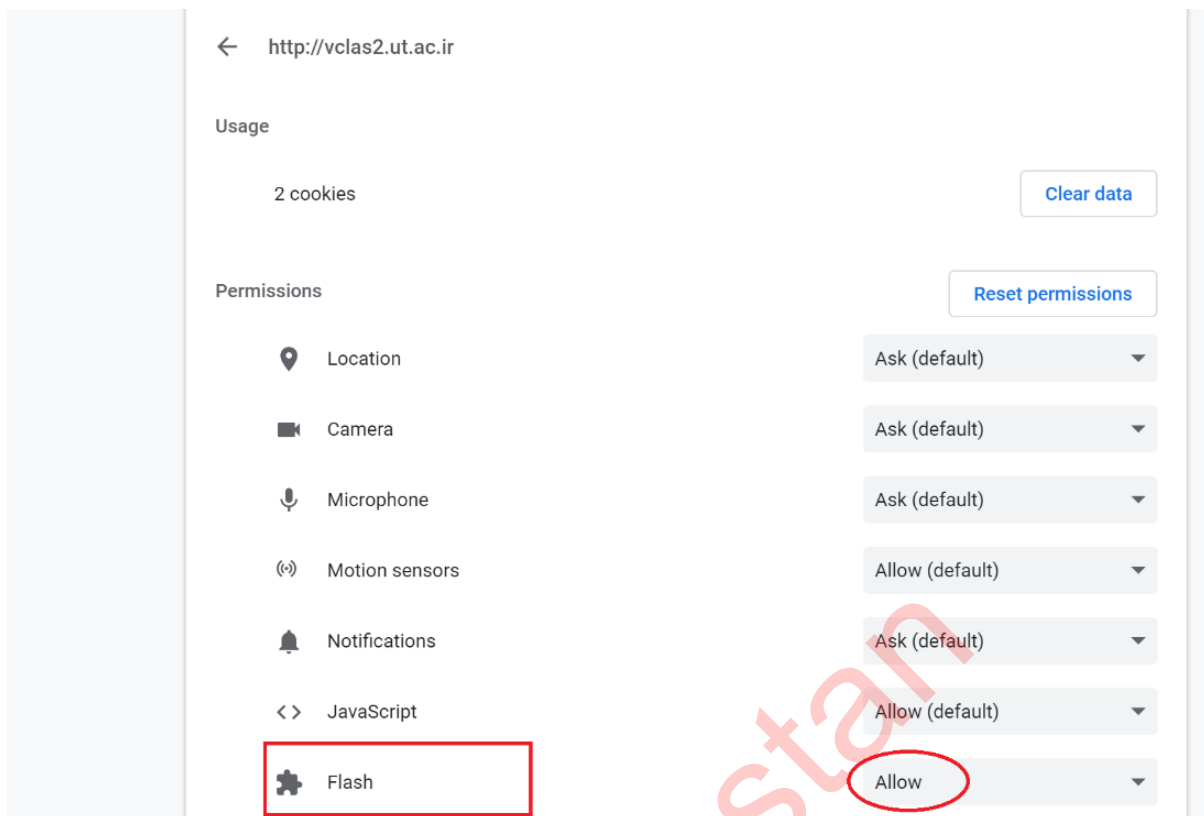 http://vclas2.ut.ac.ir
Usage
2 cookies
Clear data
Permissions
Reset permissions
Location
Ask (default)
Camera
Ask (default)
Microphone
Ask (default)
Motion sensors
Allow (default)
Notifications
Ask (default)
JavaScript
Allow (default)
Flash
Allow
stan